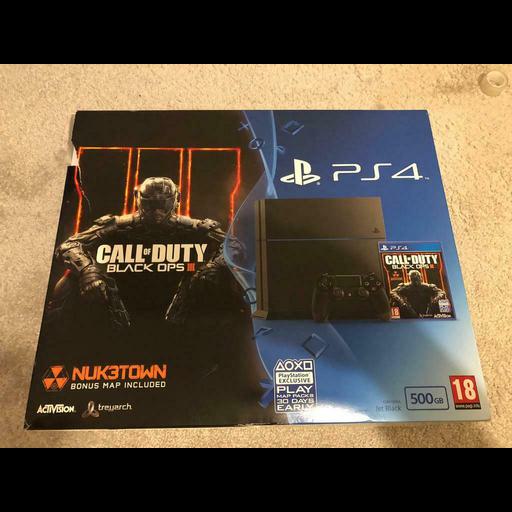 PS4™
CALL OF DUTY
BLACK OPS III
PS4
CALL OF DUTY
BLACK OPS III
18
ACTIVISION
NUK3TOWN
BONUS MAP INCLUDED
ACTIVISION
treyarch
PlayStation
EXCLUSIVE
PLAY
MAP PACKS
30 DAYS
EARLY
Jet Black
500GB
18
www.pegi.info